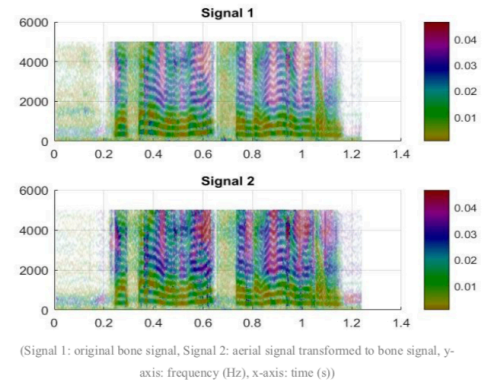 Signal 1
6000
4000
2000
0
0 0.2 0.4 0.6 0.8 1 1.2 1.4
0.04
0.03
0.02
0.01
Signal 2
6000
4000
2000
0
0 0.2 0.4 0.6 0.8 1 1.2 1.4
0.04
0.03
0.02
0.01
(Signal 1: original bone signal, Signal 2: aerial signal transformed to bone signal, y-
axis: frequency (Hz), x-axis: time (s))